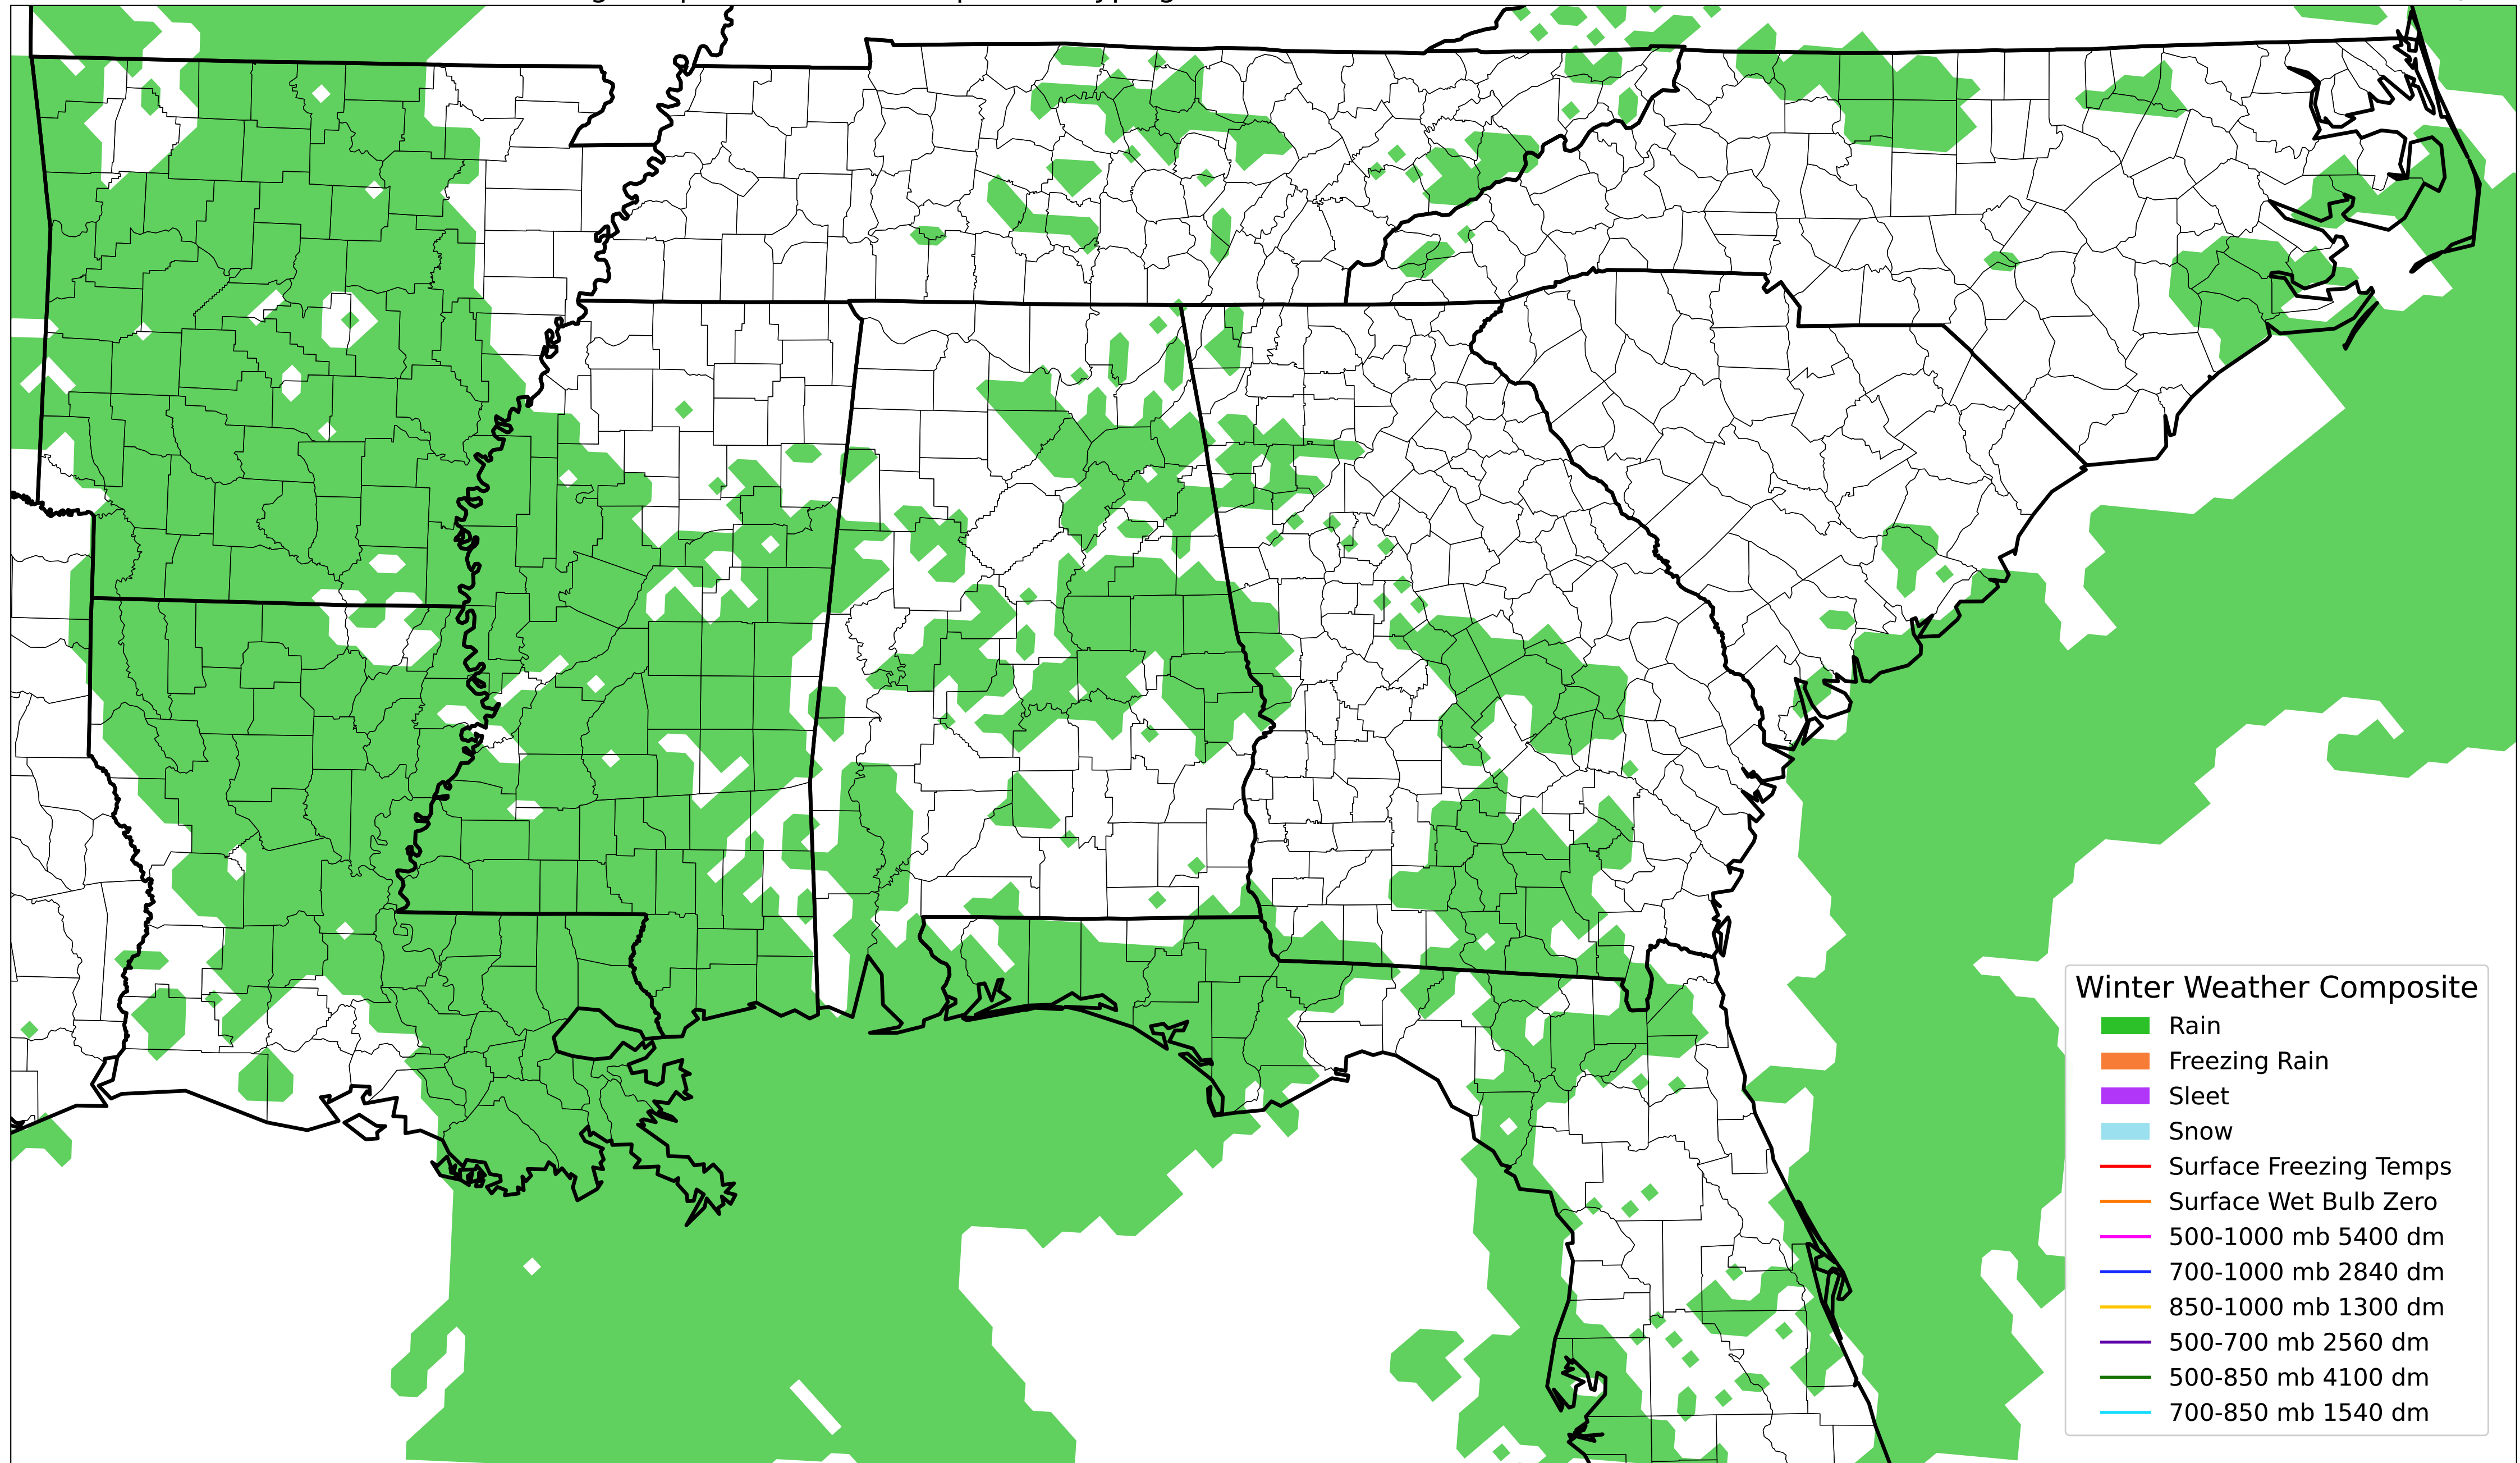 Winter Weather Composite
Rain
Freezing Rain
Sleet
Snow
Surface Freezing Temps
Surface Wet Bulb Zero
500-1000 mb 5400 dm
700-1000 mb 2840 dm
850-1000 mb 1300 dm
500-700 mb 2560 dm
500-850 mb 4100 dm
700-850 mb 1540 dm